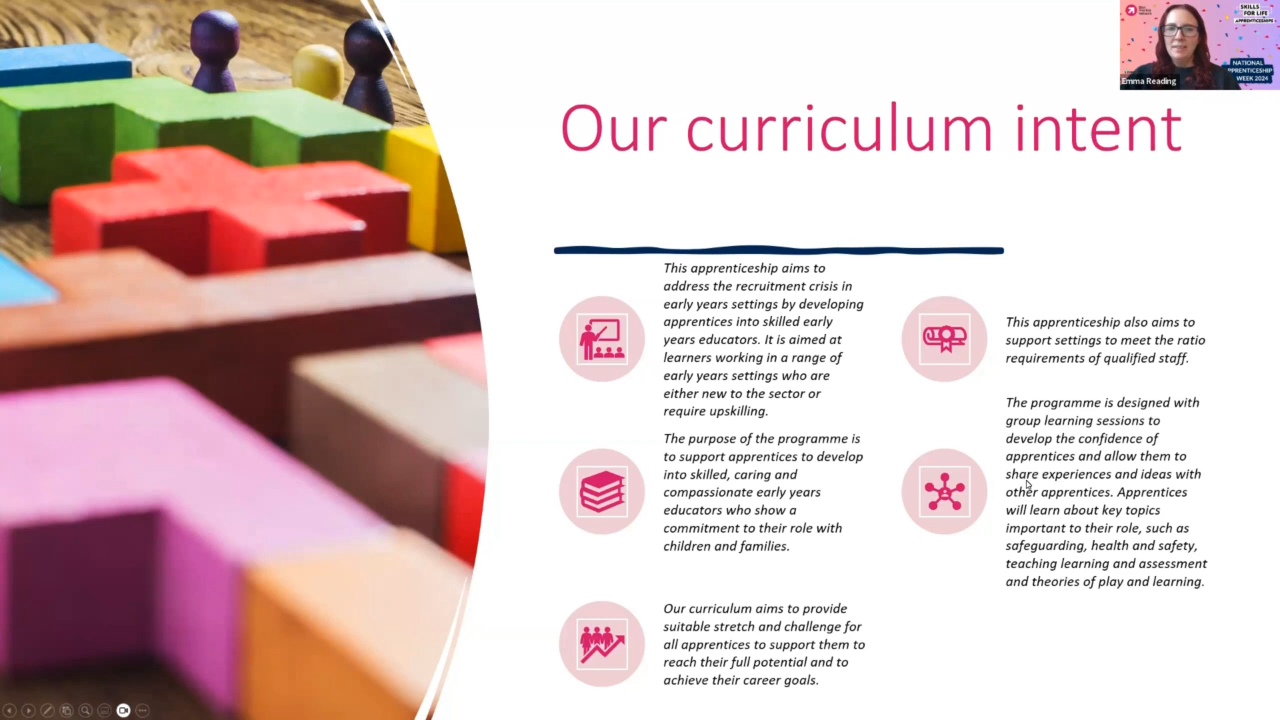 SKILLS
FOR LIFE
APPRENTICESHIPS
NATIONAL
APPRENTICESHIP
WEEK 2024
Emma Reading
Our curriculum intent
This apprenticeship aims to
address the recruitment crisis in
early years settings by developing
apprentices into skilled early
years educators. It is aimed at
learners working in a range of
early years settings who are
either new to the sector or
require upskilling.
This apprenticeship also aims to
support settings to meet the ratio
requirements of qualified staff.
The purpose of the programme is
to support apprentices to develop
into skilled, caring and
compassionate early years
educators who show a
commitment to their role with
children and families.
The programme is designed with
group learning sessions to
develop the confidence of
apprentices and allow them to
share experiences and ideas with
other apprentices. Apprentices
will learn about key topics
important to their role, such as
safeguarding, health and safety,
teaching learning and assessment
and theories of play and learning.
Our curriculum aims to provide
suitable stretch and challenge for
all apprentices to support them to
reach their full potential and to
achieve their career goals.